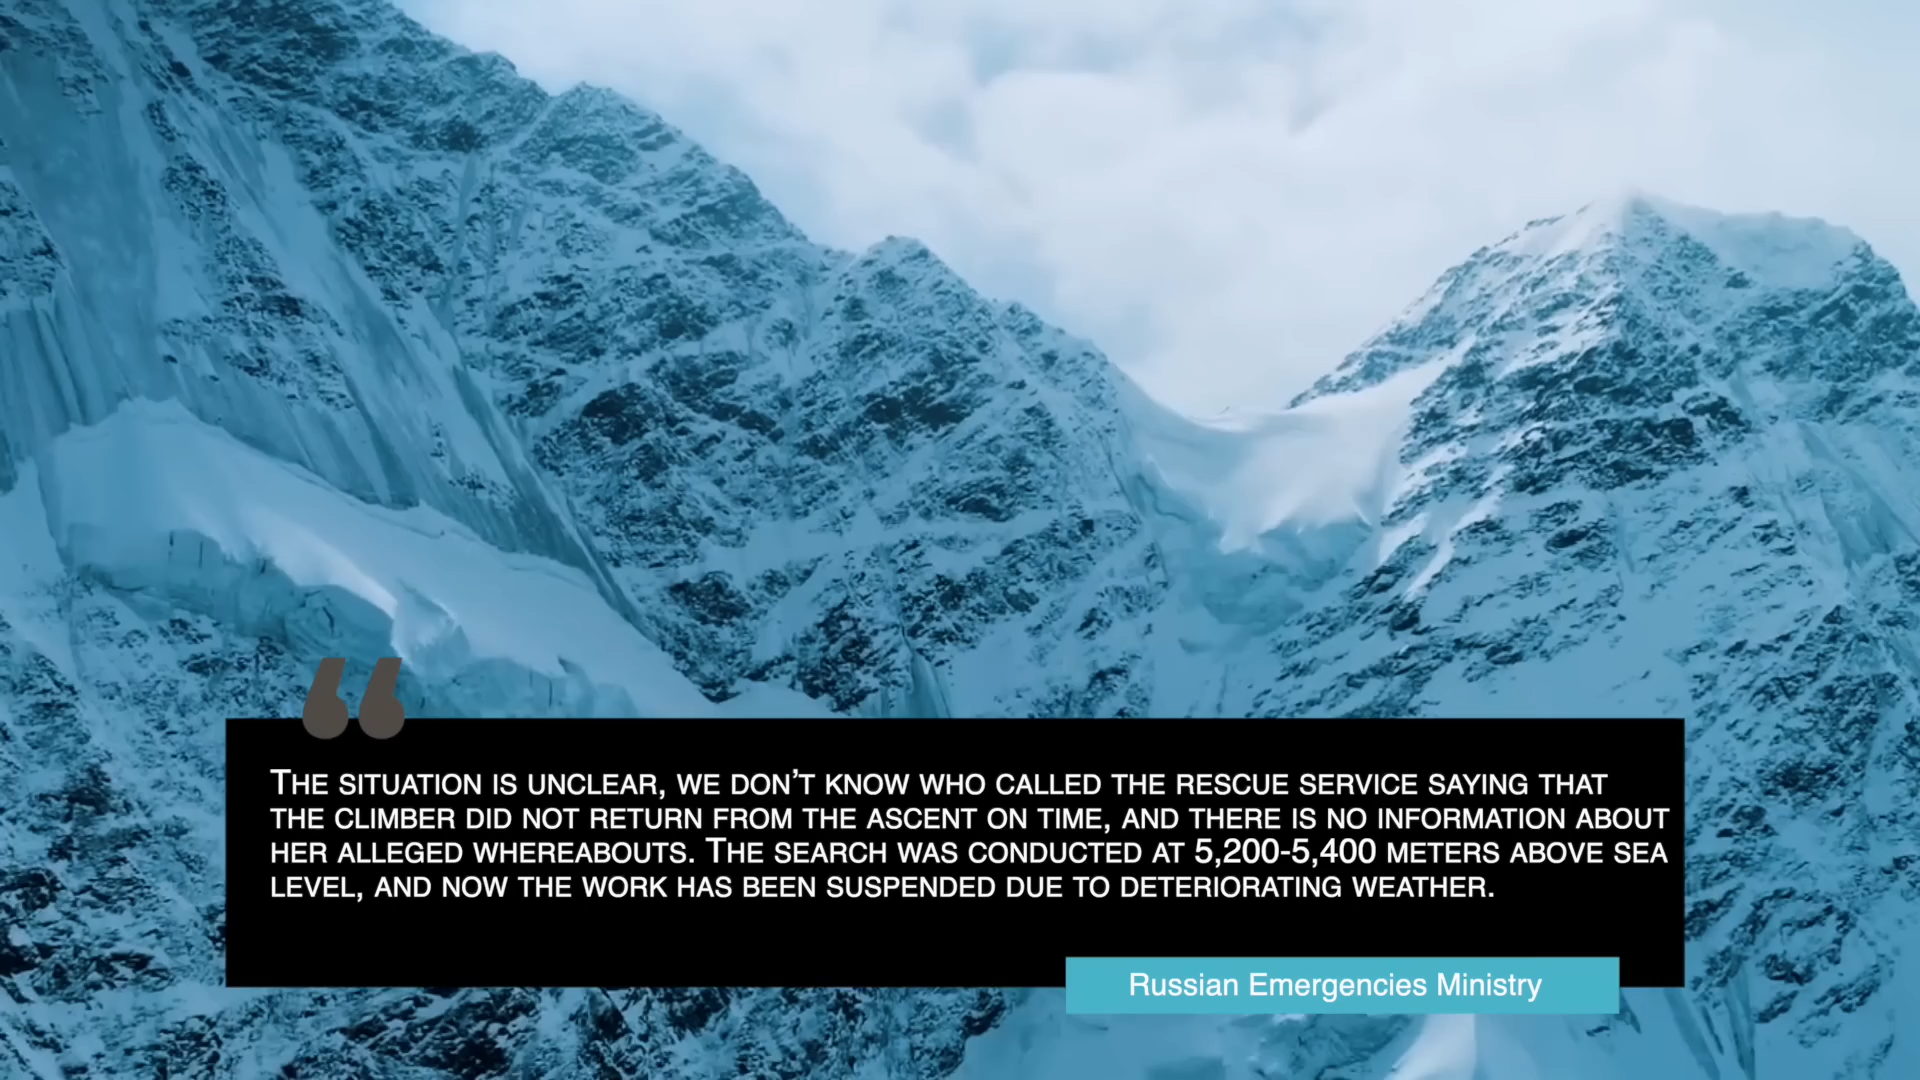 “
The situation is unclear, we don’t know who called the rescue service saying that
the climber did not return from the ascent on time, and there is no information about
her alleged whereabouts. The search was conducted at 5,200-5,400 meters above sea
level, and now the work has been suspended due to deteriorating weather.
Russian Emergencies Ministry